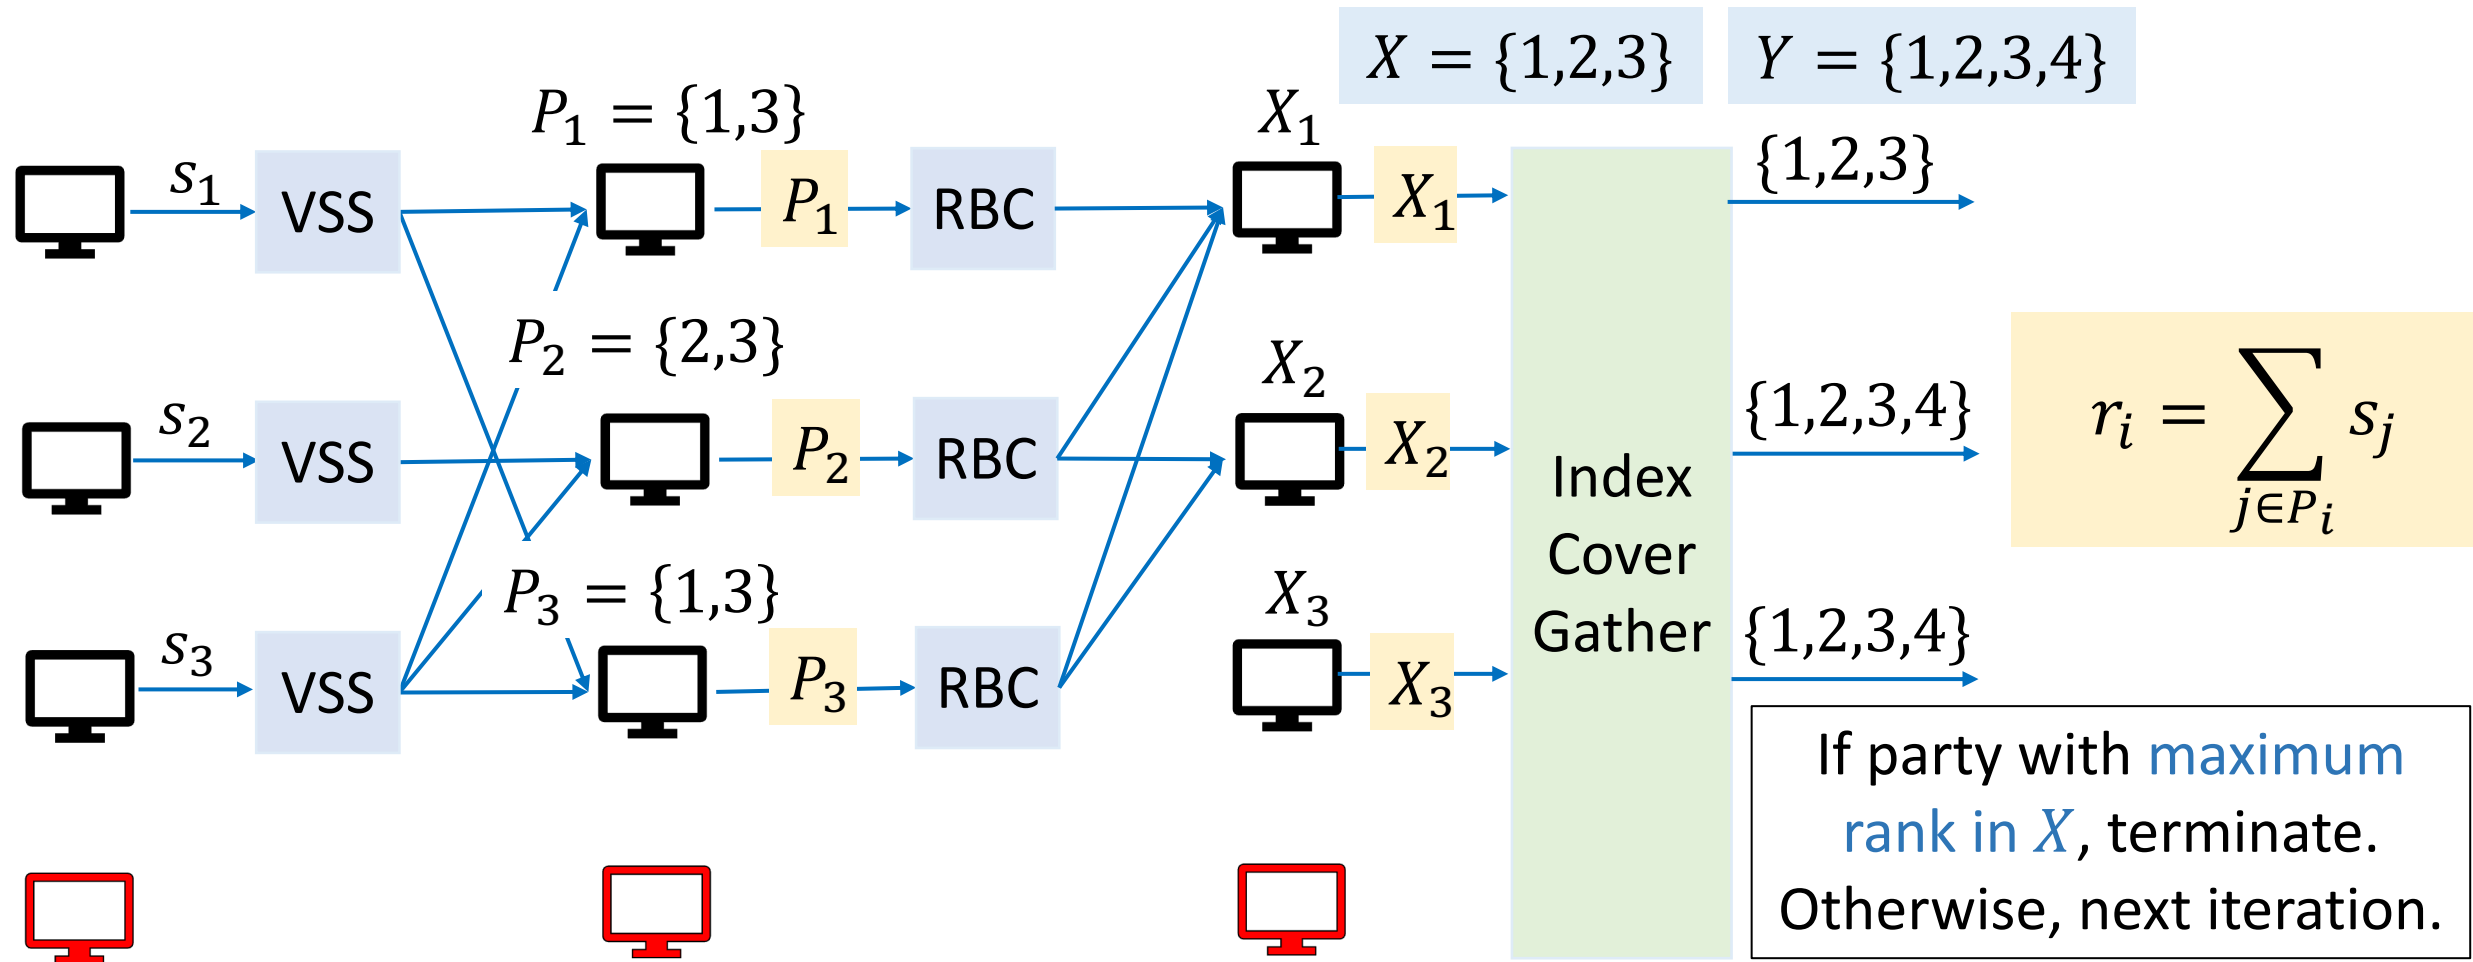 X = {1,2,3}
Y = {1,2,3,4}
P₁ = {1,3}
X₁
s₁
VSS
P₁
RBC
X₁
{1,2,3}
P₂ = {2,3}
X₂
s₂
VSS
P₂
RBC
X₂
{1,2,3,4}
rᵢ = ∑ sⱼ
j∈Pᵢ
Index
Cover
Gather
P₃ = {1,3}
X₃
s₃
VSS
P₃
RBC
X₃
{1,2,3,4}
If party with maximum
rank in X, terminate.
Otherwise, next iteration.